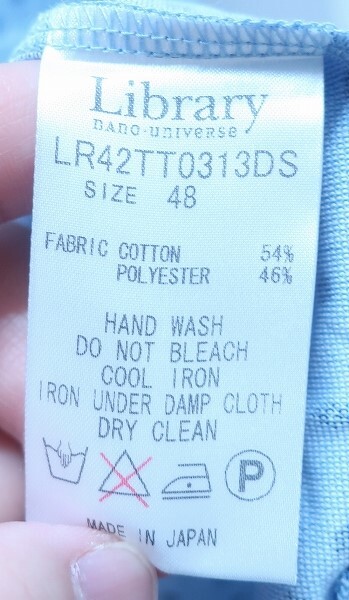 Library
nano·universe
LR42TT0313DS
SIZE 48
FABRIC COTTON 54%
POLYESTER 46%
HAND WASH
DO NOT BLEACH
COOL IRON
IRON UNDER DAMP CLOTH
DRY CLEAN
P
MADE IN JAPAN